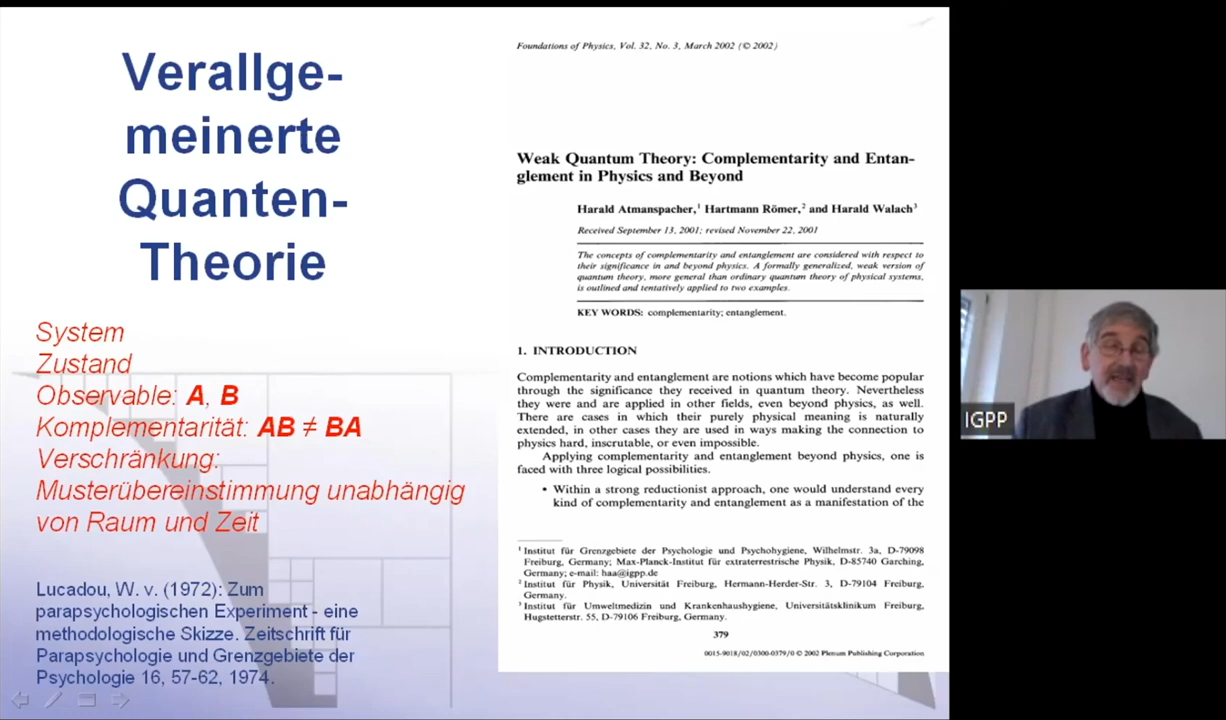 Verallge-
meinerte
Quanten-
Theorie
System
Zustand
Observable: A, B
Komplementarität: AB ≠ BA
Verschränkung:
Musterübereinstimmung unabhängig
von Raum und Zeit
Lucadou, W. v. (1972): Zum
parapsychologischen Experiment - eine
methodologische Skizze. Zeitschrift für
Parapsychologie und Grenzgebiete der
Psychologie 16, 57-62, 1974.
Foundations of Physics, Vol. 32, No. 3, March 2002 (© 2002)
Weak Quantum Theory: Complementarity and Entan-
glement in Physics and Beyond
Harald Atmanspacher,¹ Hartmann Römer,² and Harald Walach³
Received September 13, 2001; revised November 22, 2001
The concepts of complementarity and entanglement are considered with respect to
their significance in and beyond physics. A formally generalized, weak version of
quantum theory, more general than ordinary quantum theory of physical systems,
is outlined and tentatively applied to two examples.
KEY WORDS: complementarity; entanglement.
1. INTRODUCTION
Complementarity and entanglement are notions which have become popular
through the significance they received in quantum theory. Nevertheless
they were and are applied in other fields, even beyond physics, as well.
There are cases in which their purely physical meaning is naturally
extended, in other cases they are used in ways making the connection to
physics hard, inscrutable, or even impossible.
Applying complementarity and entanglement beyond physics, one is
faced with three logical possibilities.
• Within a strong reductionist approach, one would understand every
kind of complementarity and entanglement as a manifestation of the
¹ Institut für Grenzgebiete der Psychologie und Psychohygiene, Wilhelmstr. 3a, D-79098
Freiburg, Germany; Max-Planck-Institut für extraterrestrische Physik, D-85740 Garching,
Germany; e-mail: haa@igpp.de
² Institut für Physik, Universität Freiburg, Hermann-Herder-Str. 3, D-79104 Freiburg,
Germany.
³ Institut für Umweltmedizin und Krankenhaushygiene, Universitätsklinikum Freiburg,
Hugstetterstr. 55, D-79106 Freiburg, Germany.
379
0015-9018/02/0300-0379/0 © 2002 Plenum Publishing Corporation
IGPP